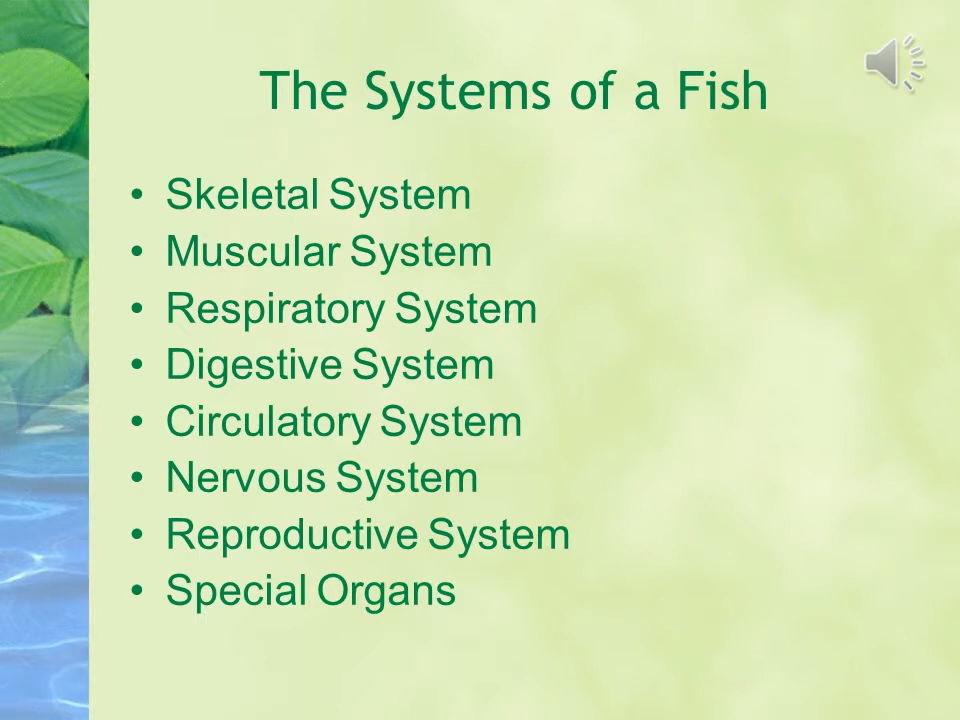 The Systems of a Fish
• Skeletal System
• Muscular System
• Respiratory System
• Digestive System
• Circulatory System
• Nervous System
• Reproductive System
• Special Organs